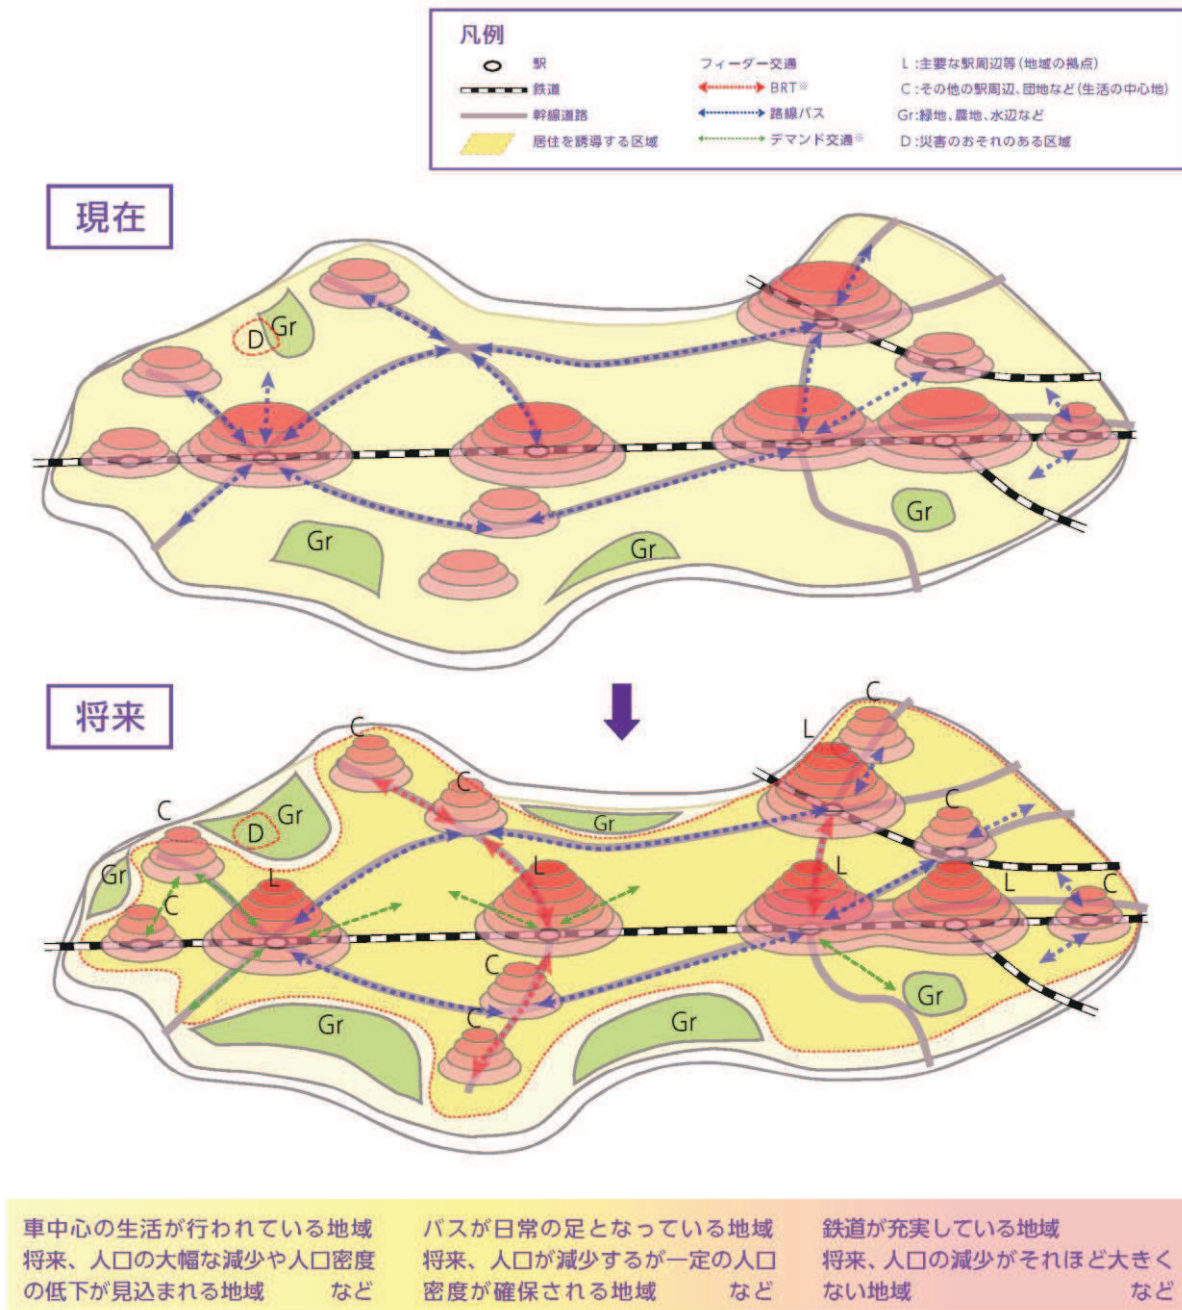 凡例
駅
鉄道
幹線道路
居住を誘導する区域
フィーダー交通
BRT※
路線バス
デマンド交通※
L:主要な駅周辺等(地域の拠点)
C:その他の駅周辺、団地など(生活の中心地)
Gr:緑地、農地、水辺など
D:災害のおそれのある区域
現在
D
Gr
Gr
Gr
Gr
将来
C
C
L
C
C
C
Gr
D
Gr
Gr
C
L
L
L
L
C
C
C
Gr
Gr
Gr
車中心の生活が行われている地域
将来、人口の大幅な減少や人口密度
の低下が見込まれる地域 など
バスが日常の足となっている地域
将来、人口が減少するが一定の人口
密度が確保される地域 など
鉄道が充実している地域
将来、人口の減少がそれほど大きく
ない地域 など